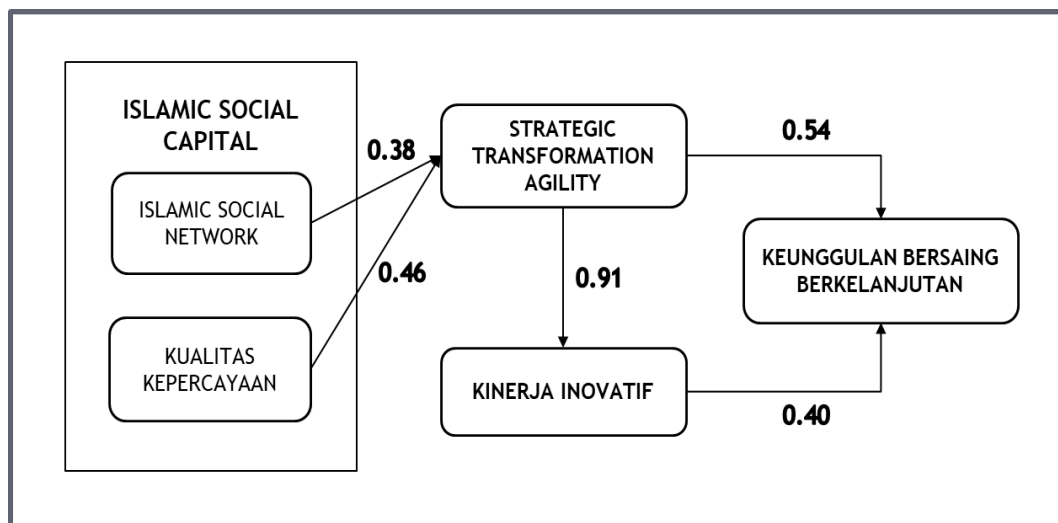 ISLAMIC SOCIAL
CAPITAL
ISLAMIC SOCIAL
NETWORK
KUALITAS
KEPERCAYAAN
0.38
0.46
STRATEGIC
TRANSFORMATION
AGILITY
0.91
KINERJA INOVATIF
0.54
0.40
KEUNGGULAN BERSAING
BERKELANJUTAN